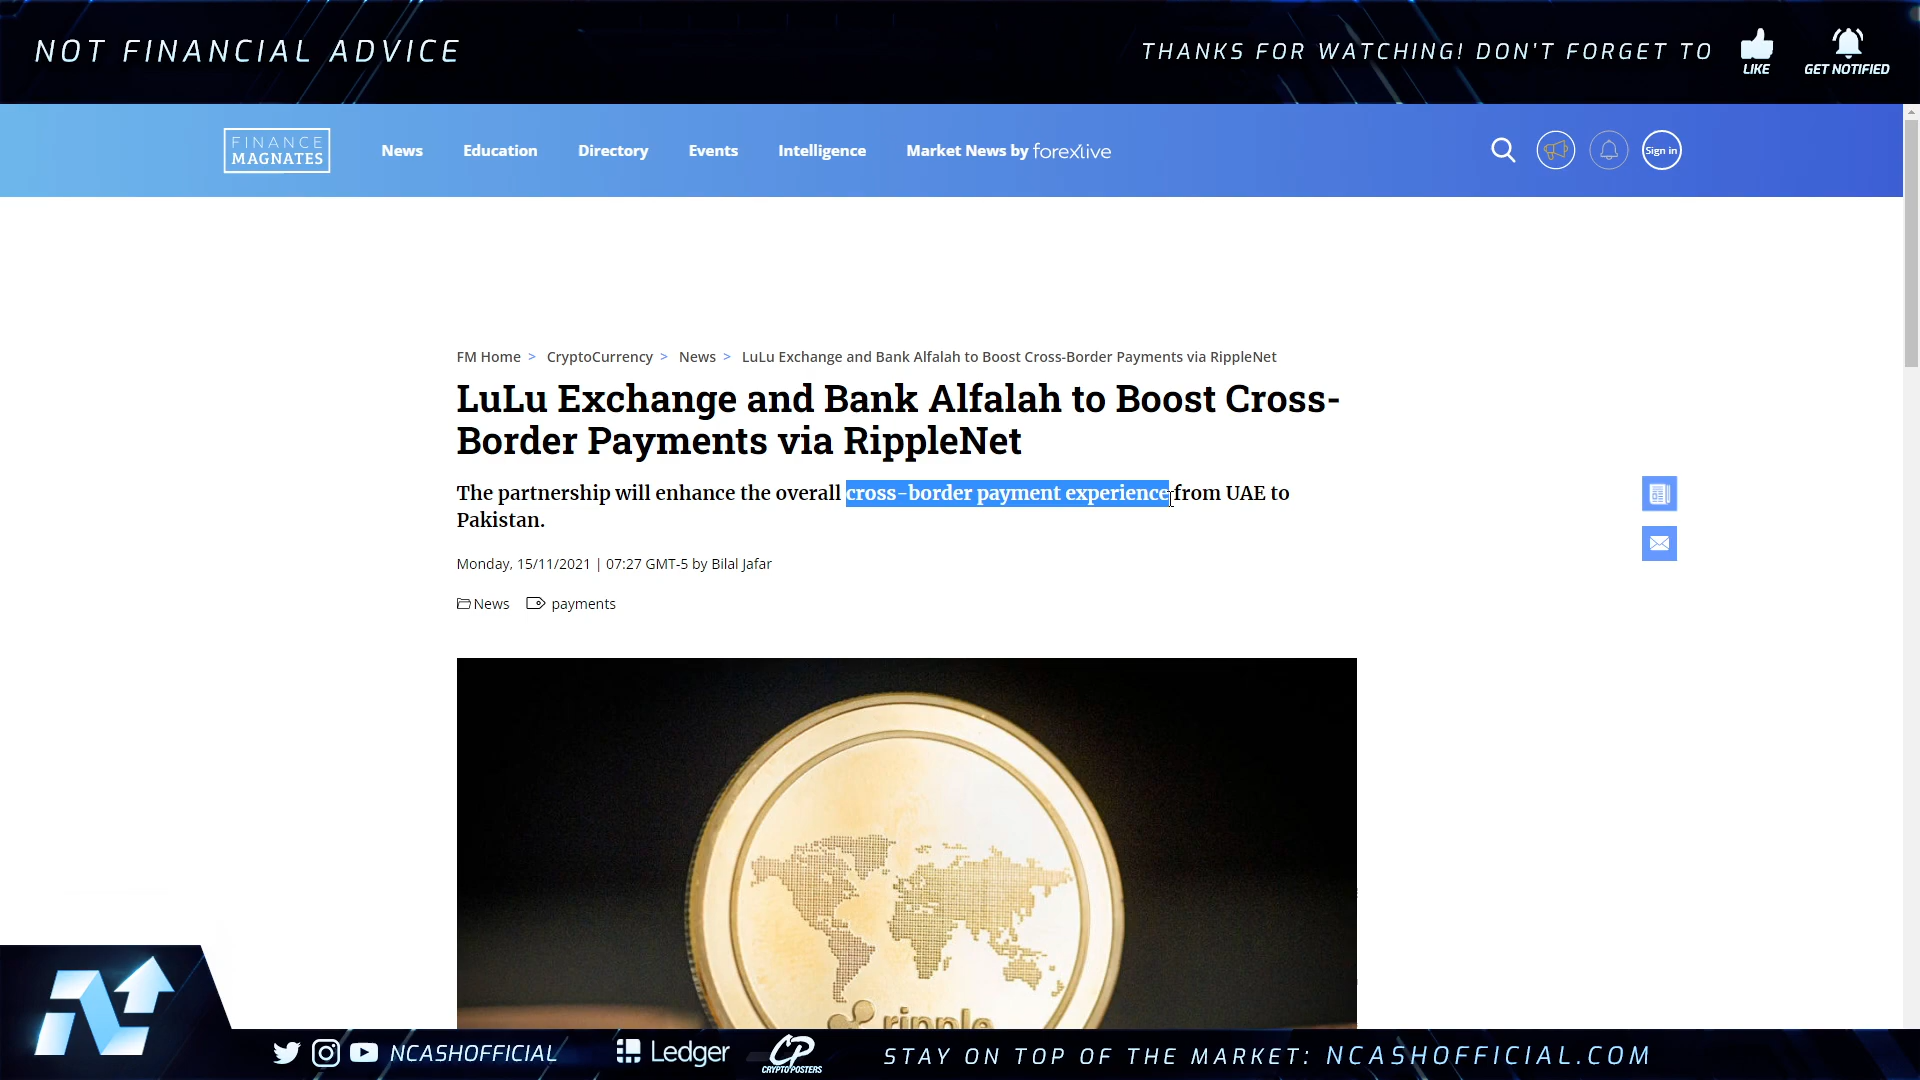 NOT FINANCIAL ADVICE
THANKS FOR WATCHING! DON'T FORGET TO
LIKE
GET NOTIFIED
FINANCE
MAGNATES
News
Education
Directory
Events
Intelligence
Market News by forexlive
Sign in
FM Home > CryptoCurrency > News > LuLu Exchange and Bank Alfalah to Boost Cross-Border Payments via RippleNet
LuLu Exchange and Bank Alfalah to Boost Cross-
Border Payments via RippleNet
The partnership will enhance the overall cross-border payment experience from UAE to
Pakistan.
Monday, 15/11/2021 | 07:27 GMT-5 by Bilal Jafar
News
payments
ripple
NCASHOFFICIAL
Ledger
CP
CRYPTO POSTERS
STAY ON TOP OF THE MARKET: NCASHOFFICIAL.COM